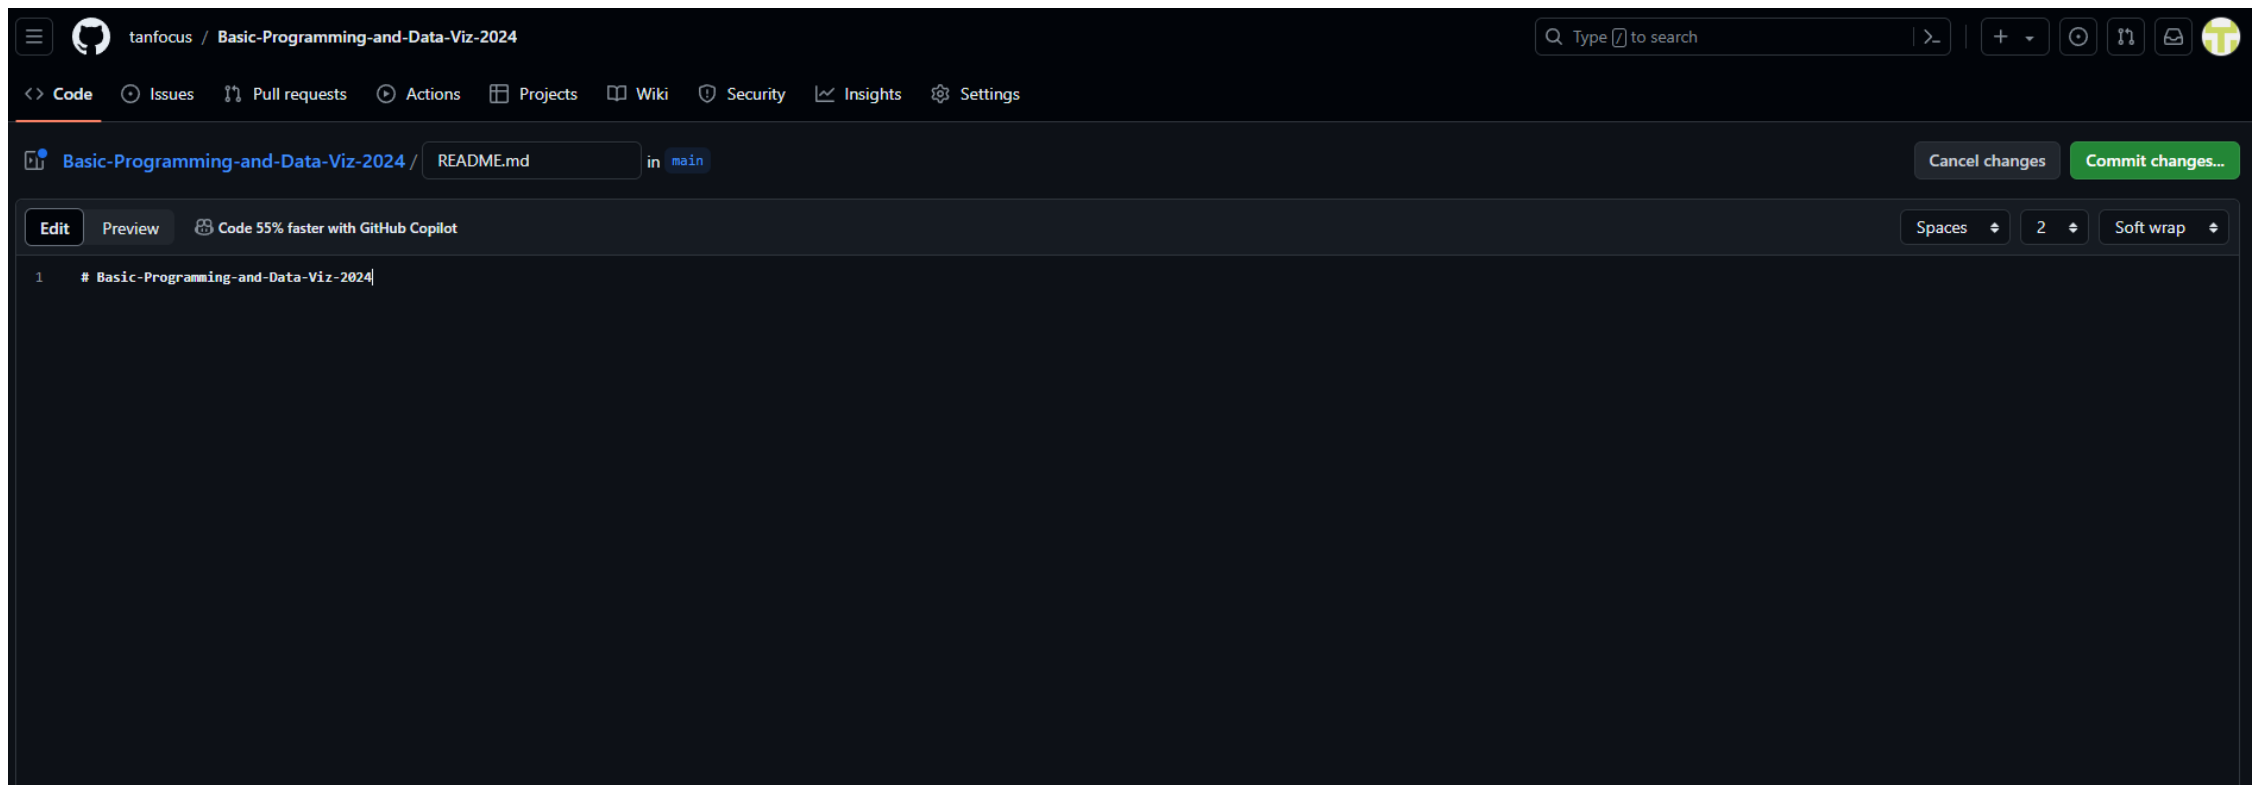 tanfocus / Basic-Programming-and-Data-Viz-2024 Type / to search
Code Issues Pull requests Actions Projects Wiki Security Insights Settings
Basic-Programming-and-Data-Viz-2024 / README.md in main Cancel changes Commit changes...
Edit Preview Code 55% faster with GitHub Copilot Spaces 2 Soft wrap
1 # Basic-Programming-and-Data-Viz-2024